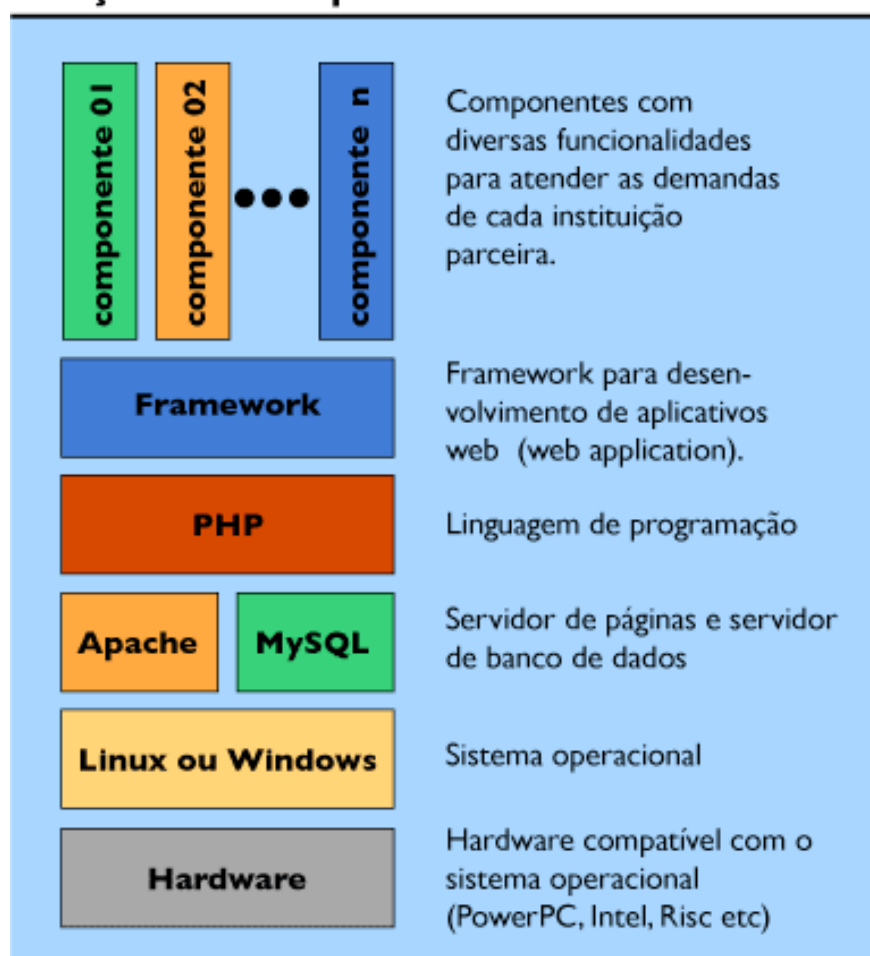 componente 01
componente 02
componente n
Componentes com
diversas funcionalidades
para atender as demandas
de cada instituição
parceira.
Framework
Framework para desen-
volvimento de aplicativos
web (web application).
PHP
Linguagem de programação
Apache
MySQL
Servidor de páginas e servidor
de banco de dados
Linux ou Windows
Sistema operacional
Hardware
Hardware compatível com o
sistema operacional
(PowerPC, Intel, Risc etc)